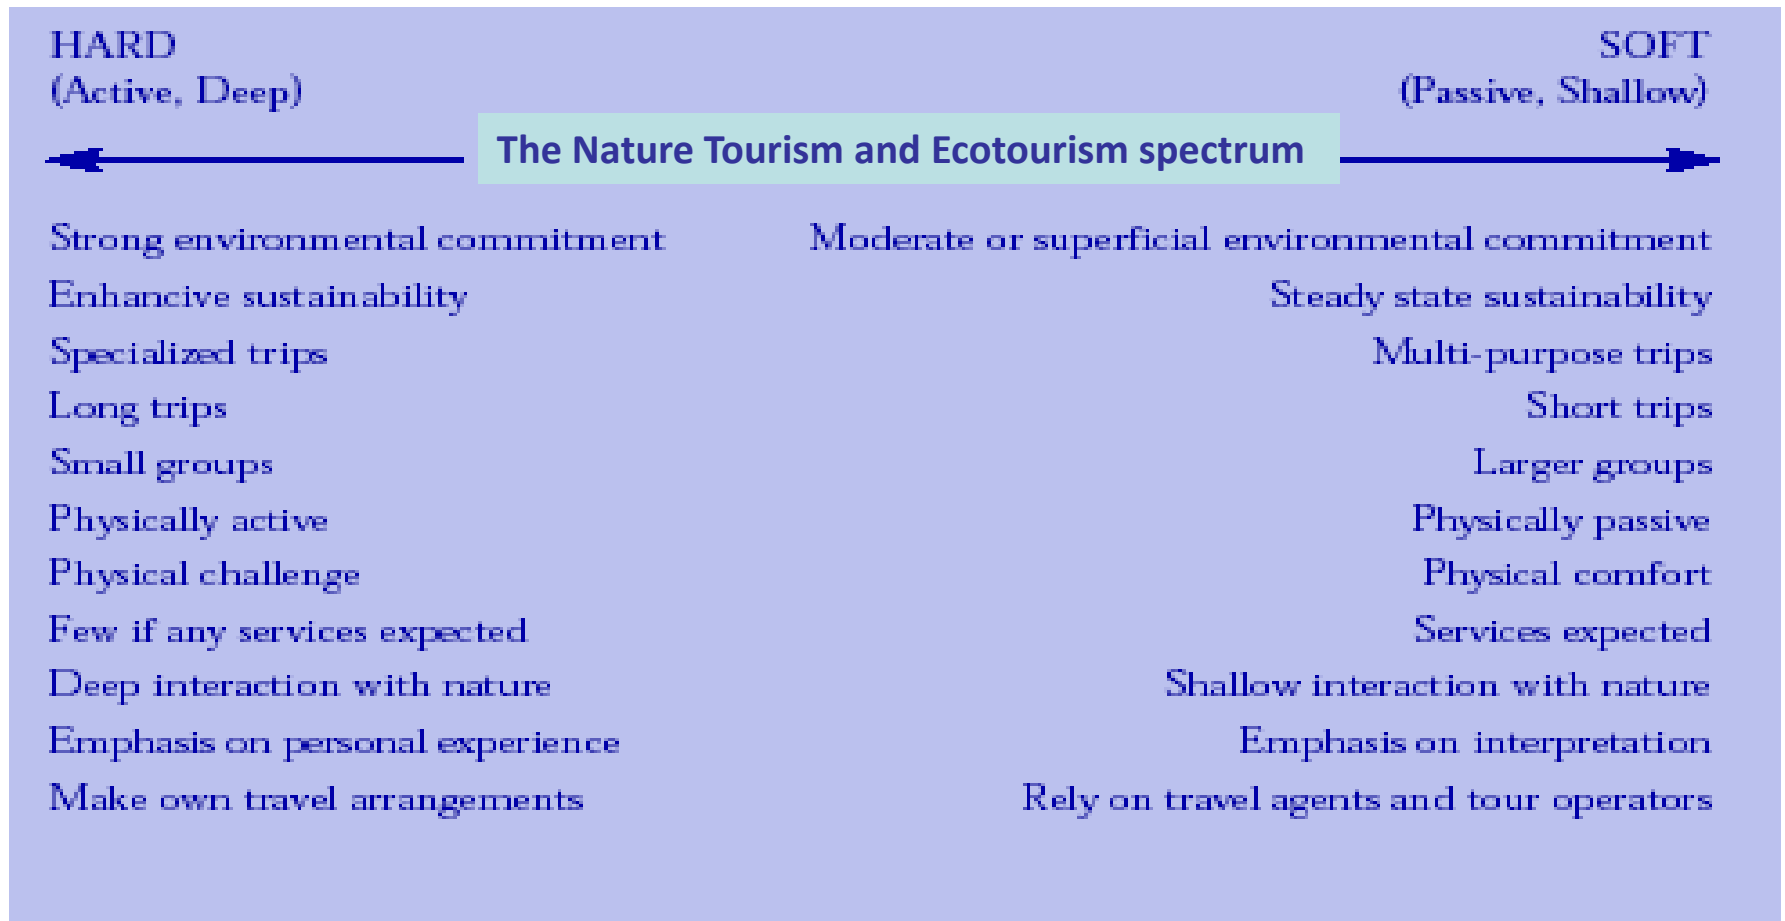 HARD SOFT
(Active, Deep) (Passive, Shallow)
The Nature Tourism and Ecotourism spectrum
Strong environmental commitment Moderate or superficial environmental commitment
Enhancive sustainability Steady state sustainability
Specialized trips Multi-purpose trips
Long trips Short trips
Small groups Larger groups
Physically active Physically passive
Physical challenge Physical comfort
Few if any services expected Services expected
Deep interaction with nature Shallow interaction with nature
Emphasis on personal experience Emphasis on interpretation
Make own travel arrangements Rely on travel agents and tour operators